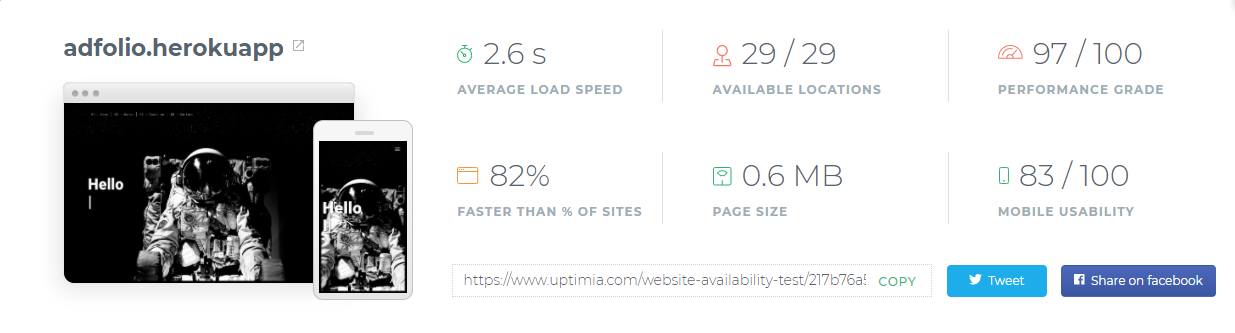 adfolio.herokuapp
Hello
Hello
2.6 s
AVERAGE LOAD SPEED
29 / 29
AVAILABLE LOCATIONS
97 / 100
PERFORMANCE GRADE
82%
FASTER THAN % OF SITES
0.6 MB
PAGE SIZE
83 / 100
MOBILE USABILITY
https://www.uptimia.com/website-availability-test/217b76a5 COPY
Tweet
Share on facebook